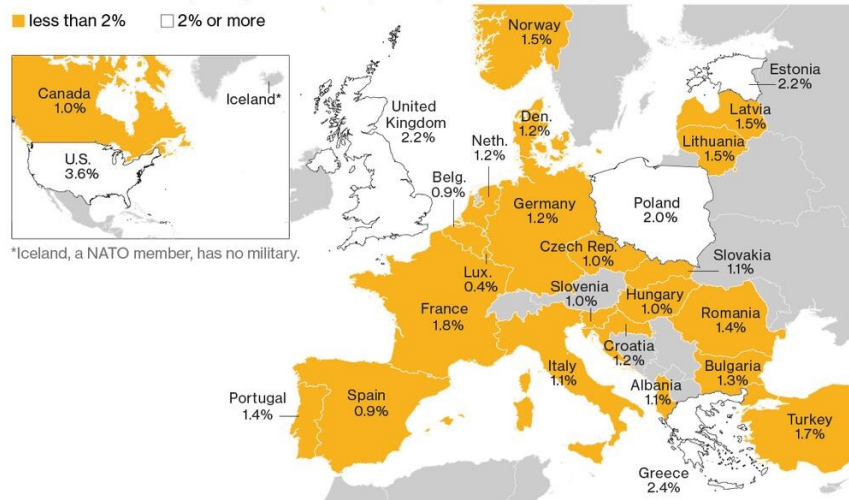 less than 2%
2% or more
Canada
1.0%
Iceland*
U.S.
3.6%
*Iceland, a NATO member, has no military.
Norway
1.5%
Estonia
2.2%
Latvia
1.5%
Lithuania
1.5%
United
Kingdom
2.2%
Den.
1.2%
Neth.
1.2%
Belg.
0.9%
Germany
1.2%
Poland
2.0%
Czech Rep.
1.0%
Slovakia
1.1%
Lux.
0.4%
Slovenia
1.0%
Hungary
1.0%
France
1.8%
Romania
1.4%
Croatia
1.2%
Italy
1.1%
Bulgaria
1.3%
Albania
1.1%
Portugal
1.4%
Spain
0.9%
Turkey
1.7%
Greece
2.4%